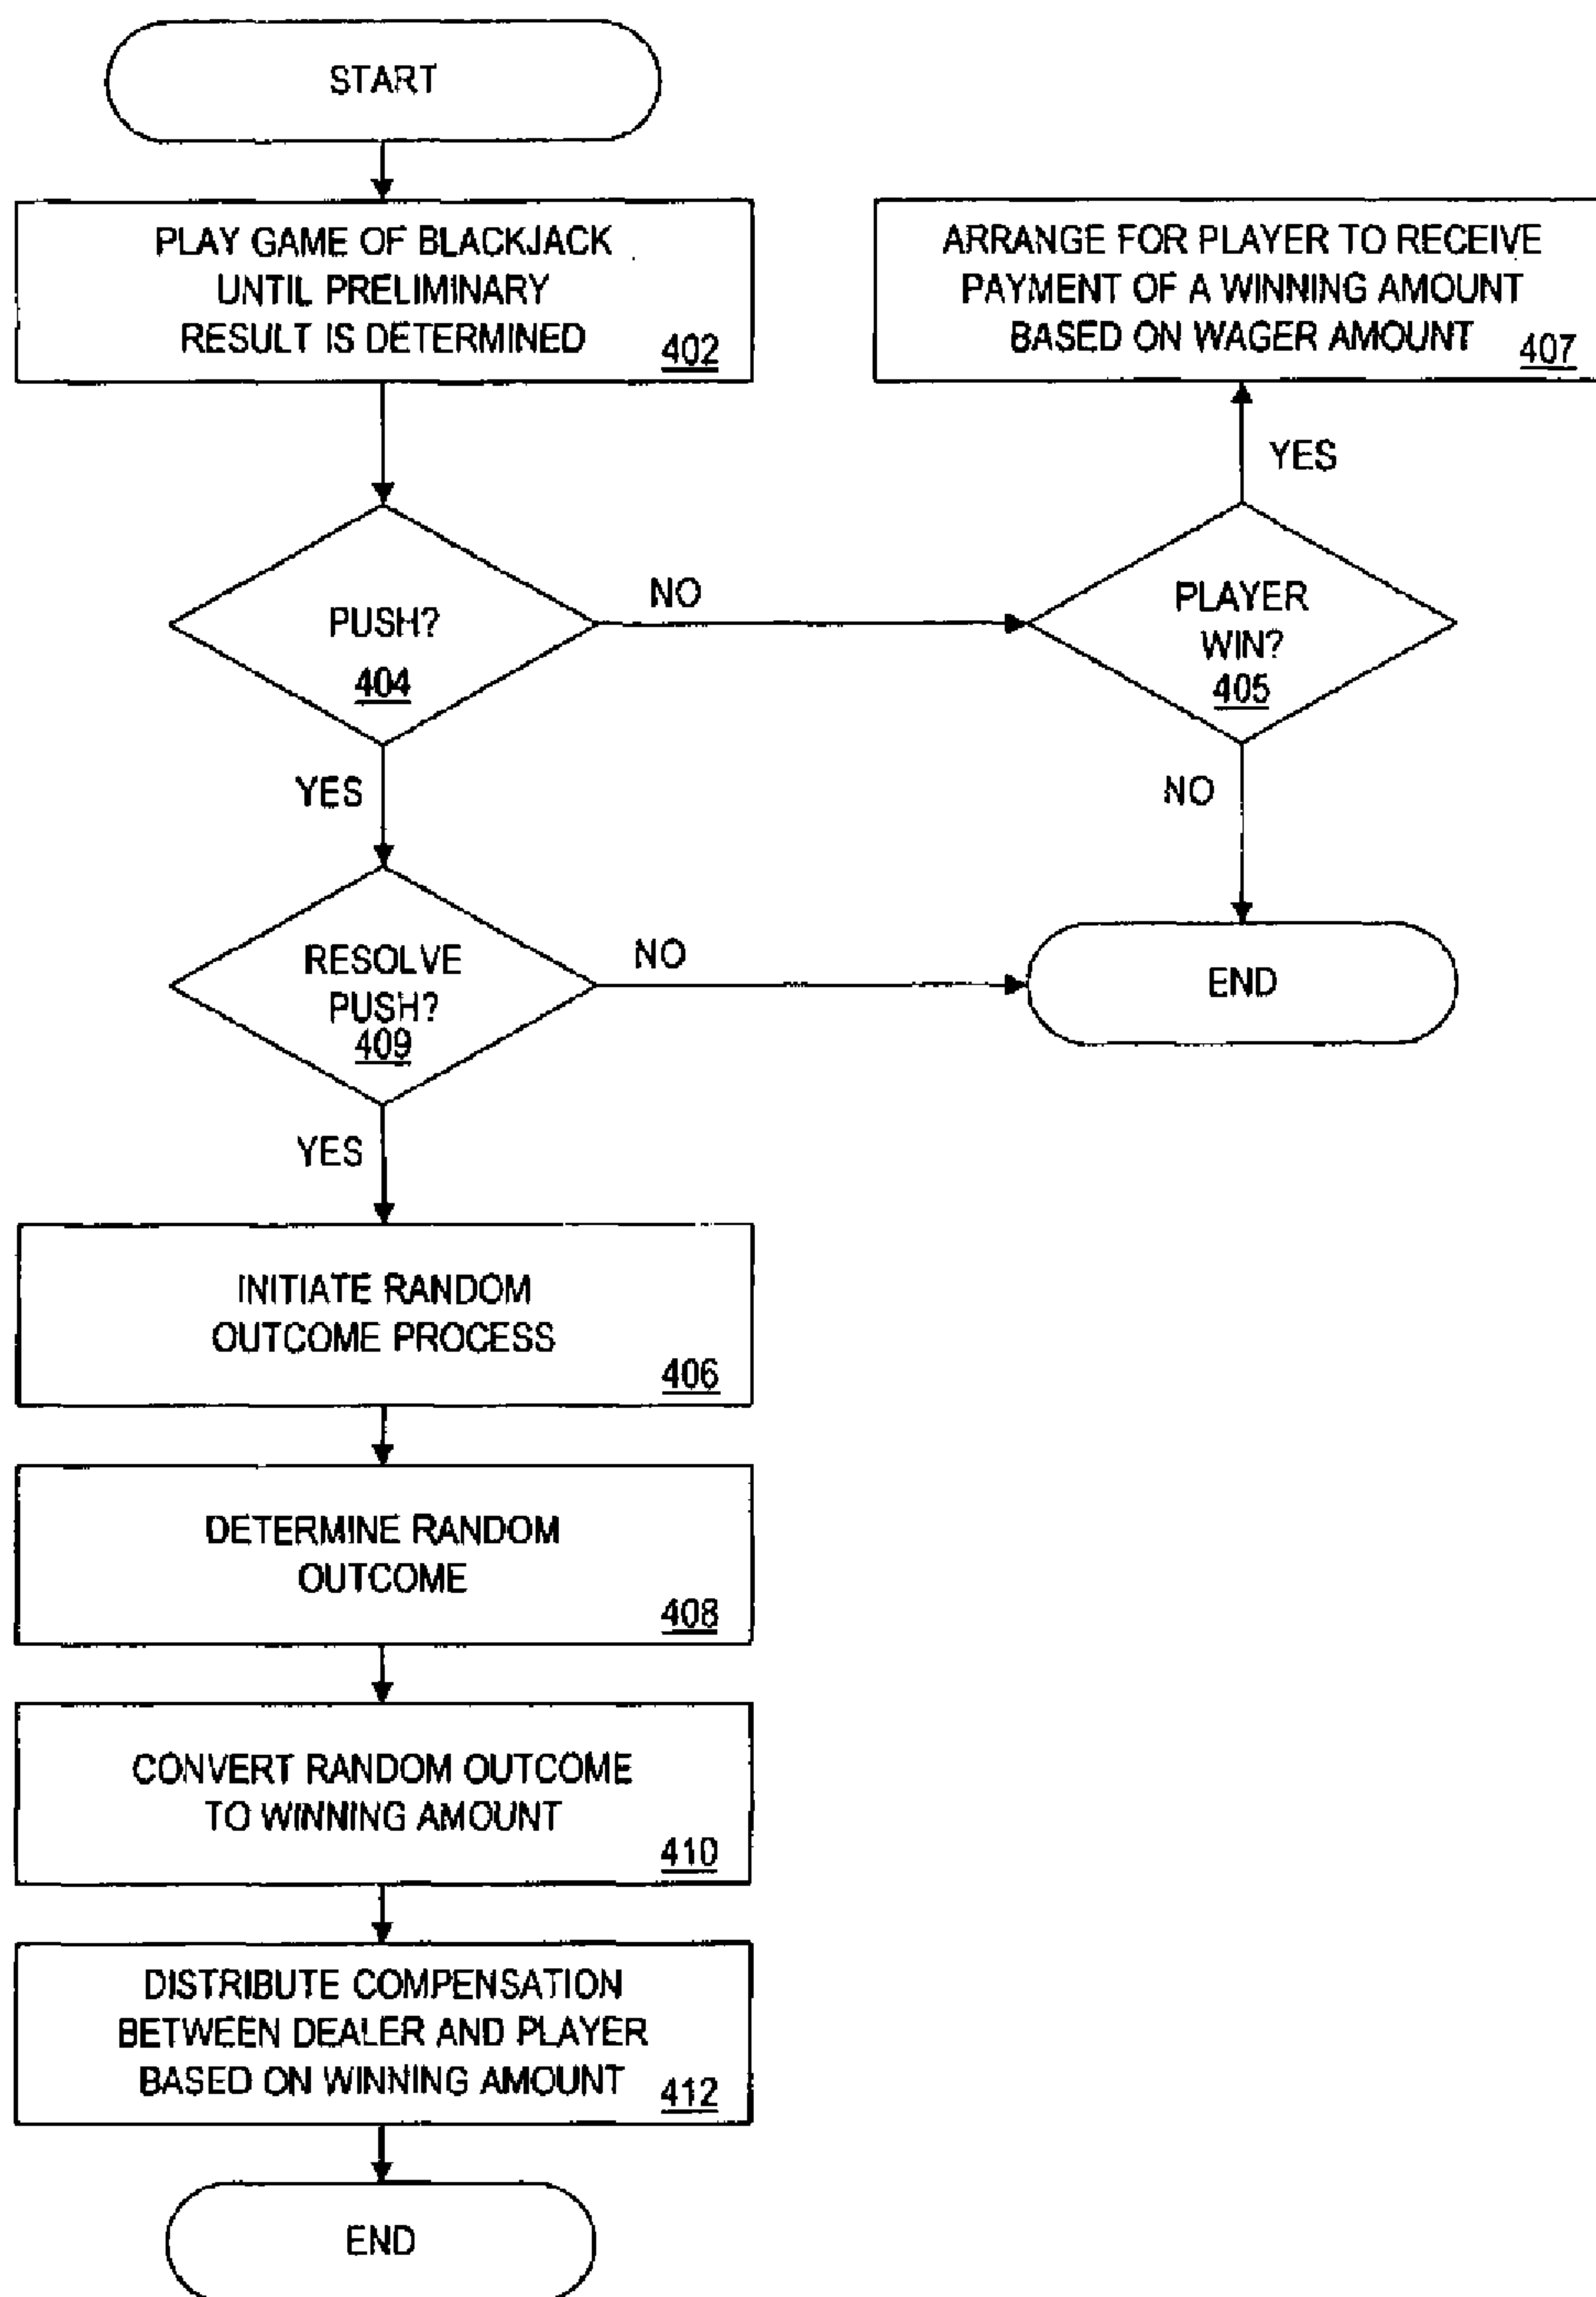 START
PLAY GAME OF BLACKJACK
UNTIL PRELIMINARY
RESULT IS DETERMINED
402
ARRANGE FOR PLAYER TO RECEIVE
PAYMENT OF A WINNING AMOUNT
BASED ON WAGER AMOUNT
407
YES
PUSH?
404
NO
PLAYER
WIN?
405
YES
NO
RESOLVE
PUSH?
409
NO
END
YES
INITIATE RANDOM
OUTCOME PROCESS
406
DETERMINE RANDOM
OUTCOME
408
CONVERT RANDOM OUTCOME
TO WINNING AMOUNT
410
DISTRIBUTE COMPENSATION
BETWEEN DEALER AND PLAYER
BASED ON WINNING AMOUNT
412
END